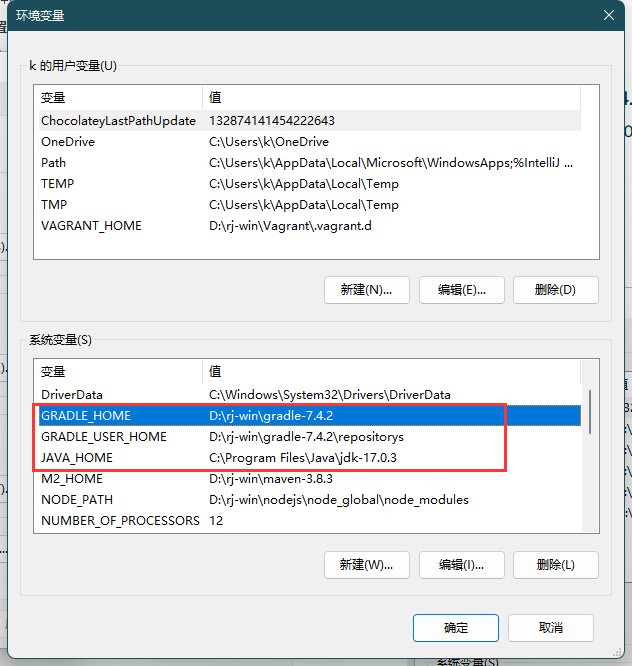 环境变量
k 的用户变量(U)
变量 值
ChocolateyLastPathUpdate 132874141454222643
OneDrive C:\Users\k\OneDrive
Path C:\Users\k\AppData\Local\Microsoft\WindowsApps;%IntelliJ ...
TEMP C:\Users\k\AppData\Local\Temp
TMP C:\Users\k\AppData\Local\Temp
VAGRANT_HOME D:\rj-win\Vagrant\.vagrant.d
新建(N)... 编辑(E)... 删除(D)
系统变量(S)
变量 值
DriverData C:\Windows\System32\Drivers\DriverData
GRADLE_HOME D:\rj-win\gradle-7.4.2
GRADLE_USER_HOME D:\rj-win\gradle-7.4.2\repositorys
JAVA_HOME C:\Program Files\Java\jdk-17.0.3
M2_HOME D:\rj-win\maven-3.8.3
NODE_PATH D:\rj-win\nodejs\node_global\node_modules
NUMBER_OF_PROCESSORS 12
新建(W)... 编辑(I)... 删除(L)
确定 取消
系统变量(S)